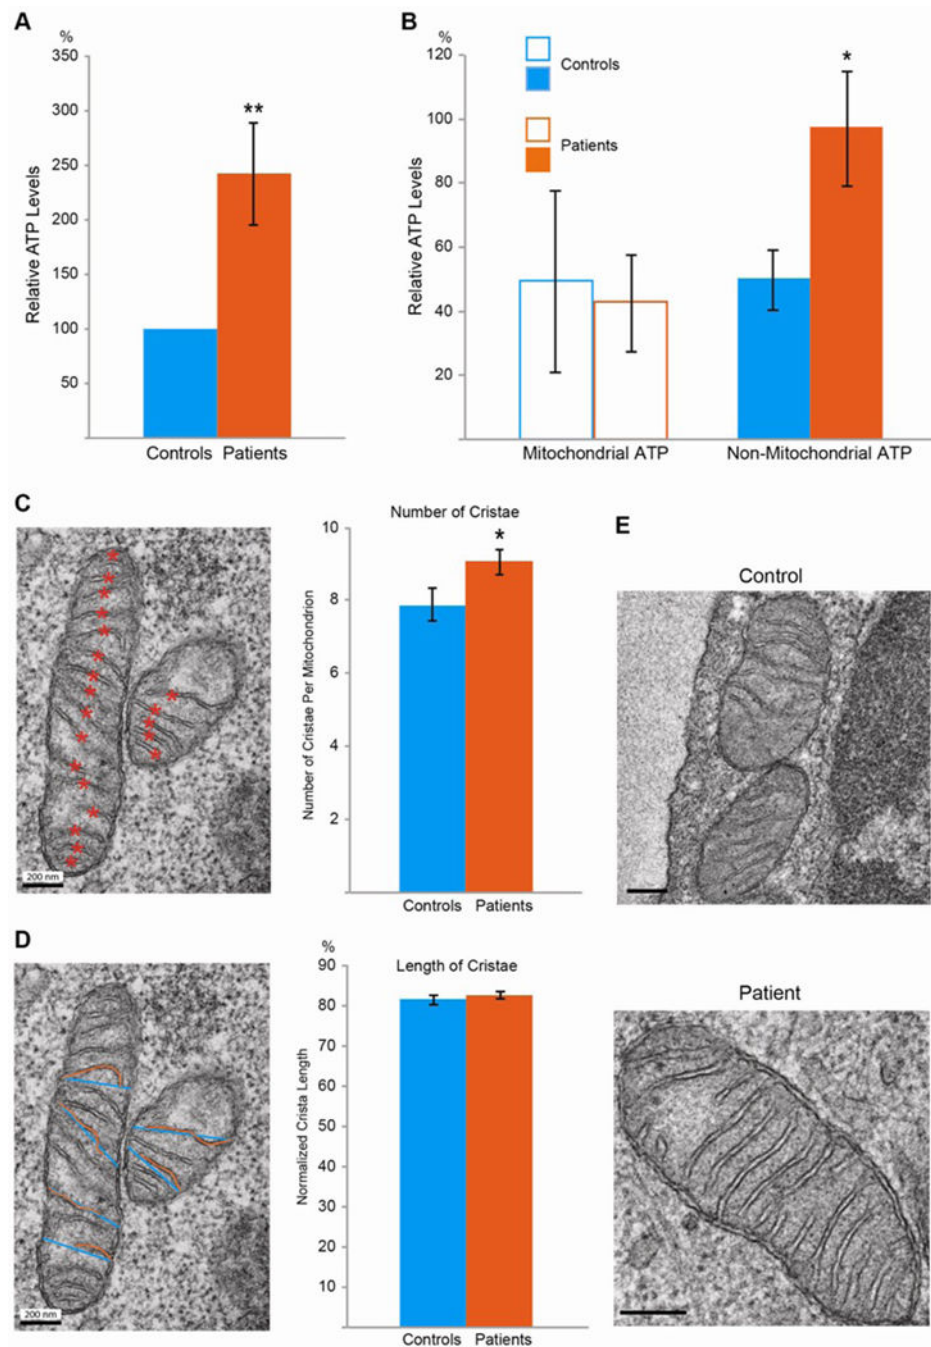 A
%
350
300
250
200
150
100
50
Relative ATP Levels
**
Controls Patients
B
%
120
100
80
60
40
20
Relative ATP Levels
Controls
Patients
*
Mitochondrial ATP
Non-Mitochondrial ATP
C
200 nm
Number of Cristae
10
8
6
4
2
Number of Cristae Per Mitochondrion
*
Controls Patients
E
Control
D
200 nm
%
Length of Cristae
90
80
70
60
50
40
30
20
10
Normalized Crista Length
Controls Patients
Patient